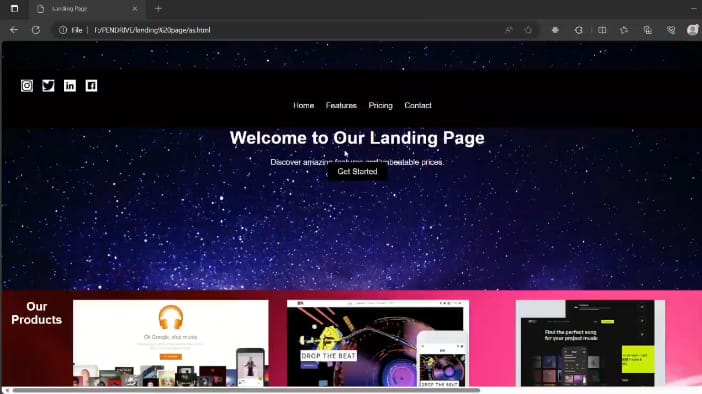 Landing Page
File
F:/PENDRIVE/landing%20page/as.html
Home Features Pricing Contact
Welcome to Our Landing Page
Discover amazing features and unbeatable prices.
Get Started
Our
Products
Ok Google, play music.
DROP THE BEAT
DROP THE BEAT
Find the perfect song
for your project music